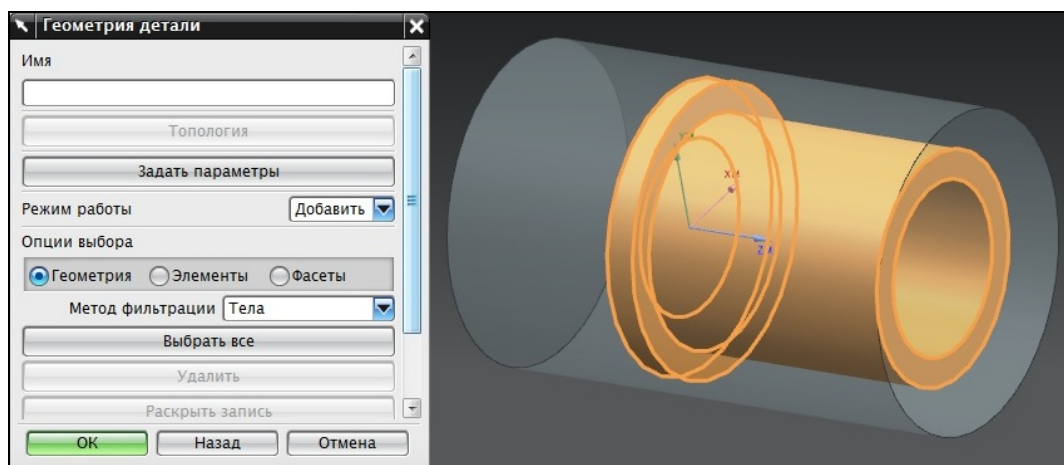 Геометрия детали
Имя
Топология
Задать параметры
Режим работы Добавить
Опции выбора
Геометрия Элементы Фасеты
Метод фильтрации Тела
Выбрать все
Удалить
Раскрыть запись
ОК Назад Отмена